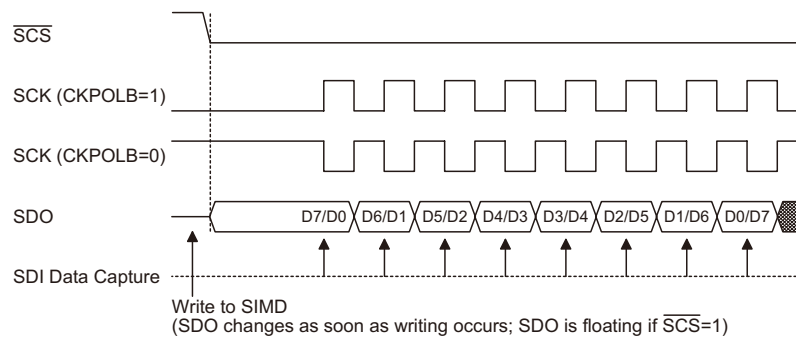 SCS
SCK (CKPOLB=1)
SCK (CKPOLB=0)
SDO D7/D0 D6/D1 D5/D2 D4/D3 D3/D4 D2/D5 D1/D6 D0/D7
SDI Data Capture
Write to SIMD
(SDO changes as soon as writing occurs; SDO is floating if SCS=1)